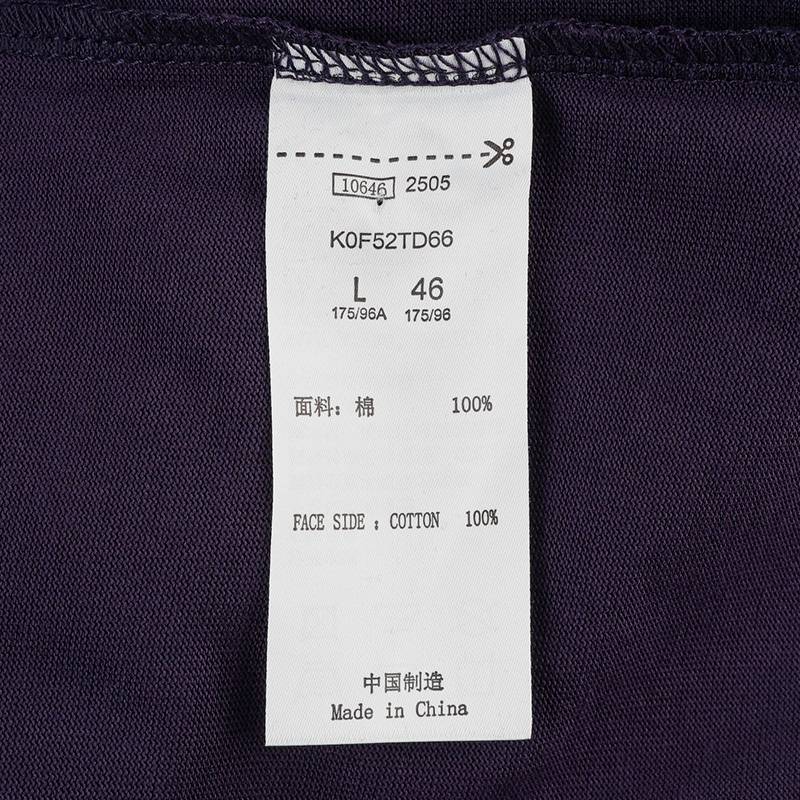 10646 2505
K0F52TD66
L 46
175/96A 175/96
面料：棉 100%
FACE SIDE : COTTON 100%
中国制造
Made in China